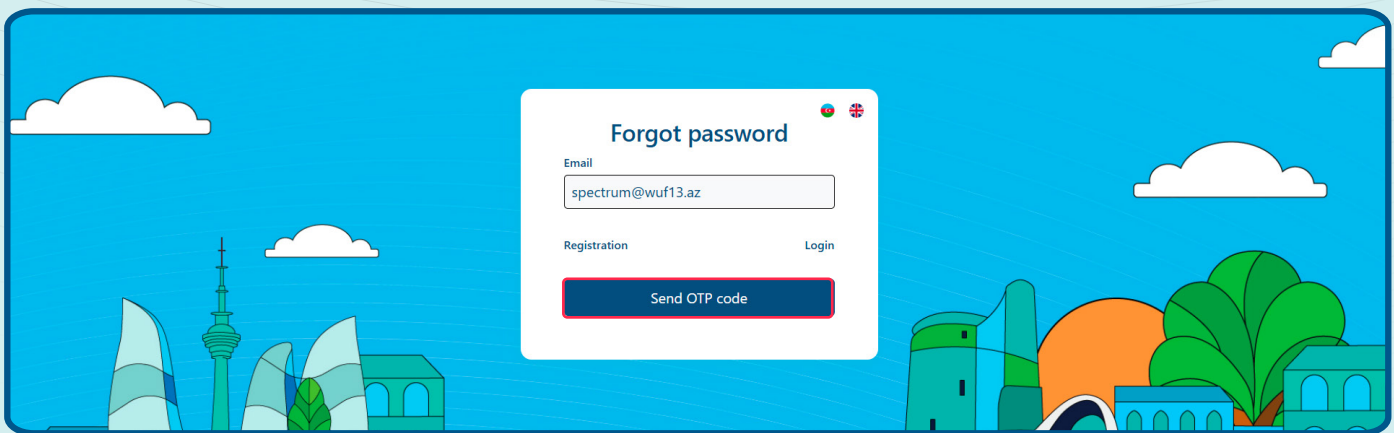 Forgot password
Email
spectrum@wuf13.az
Registration Login
Send OTP code